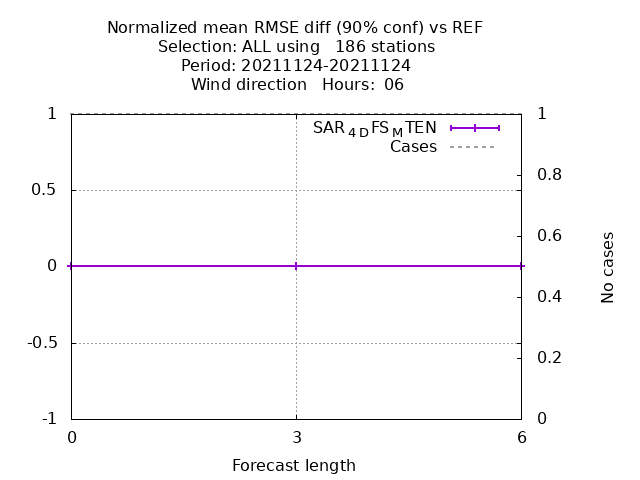 Normalized mean RMSE diff (90% conf) vs REF
Selection: ALL using   186 stations
Period: 20211124-20211124
Wind direction   Hours:  06
SAR4DFSMTEN
Cases
1
0.5
0
-0.5
-1
1
0.8
0.6
0.4
0.2
0
No cases
0 3 6
Forecast length